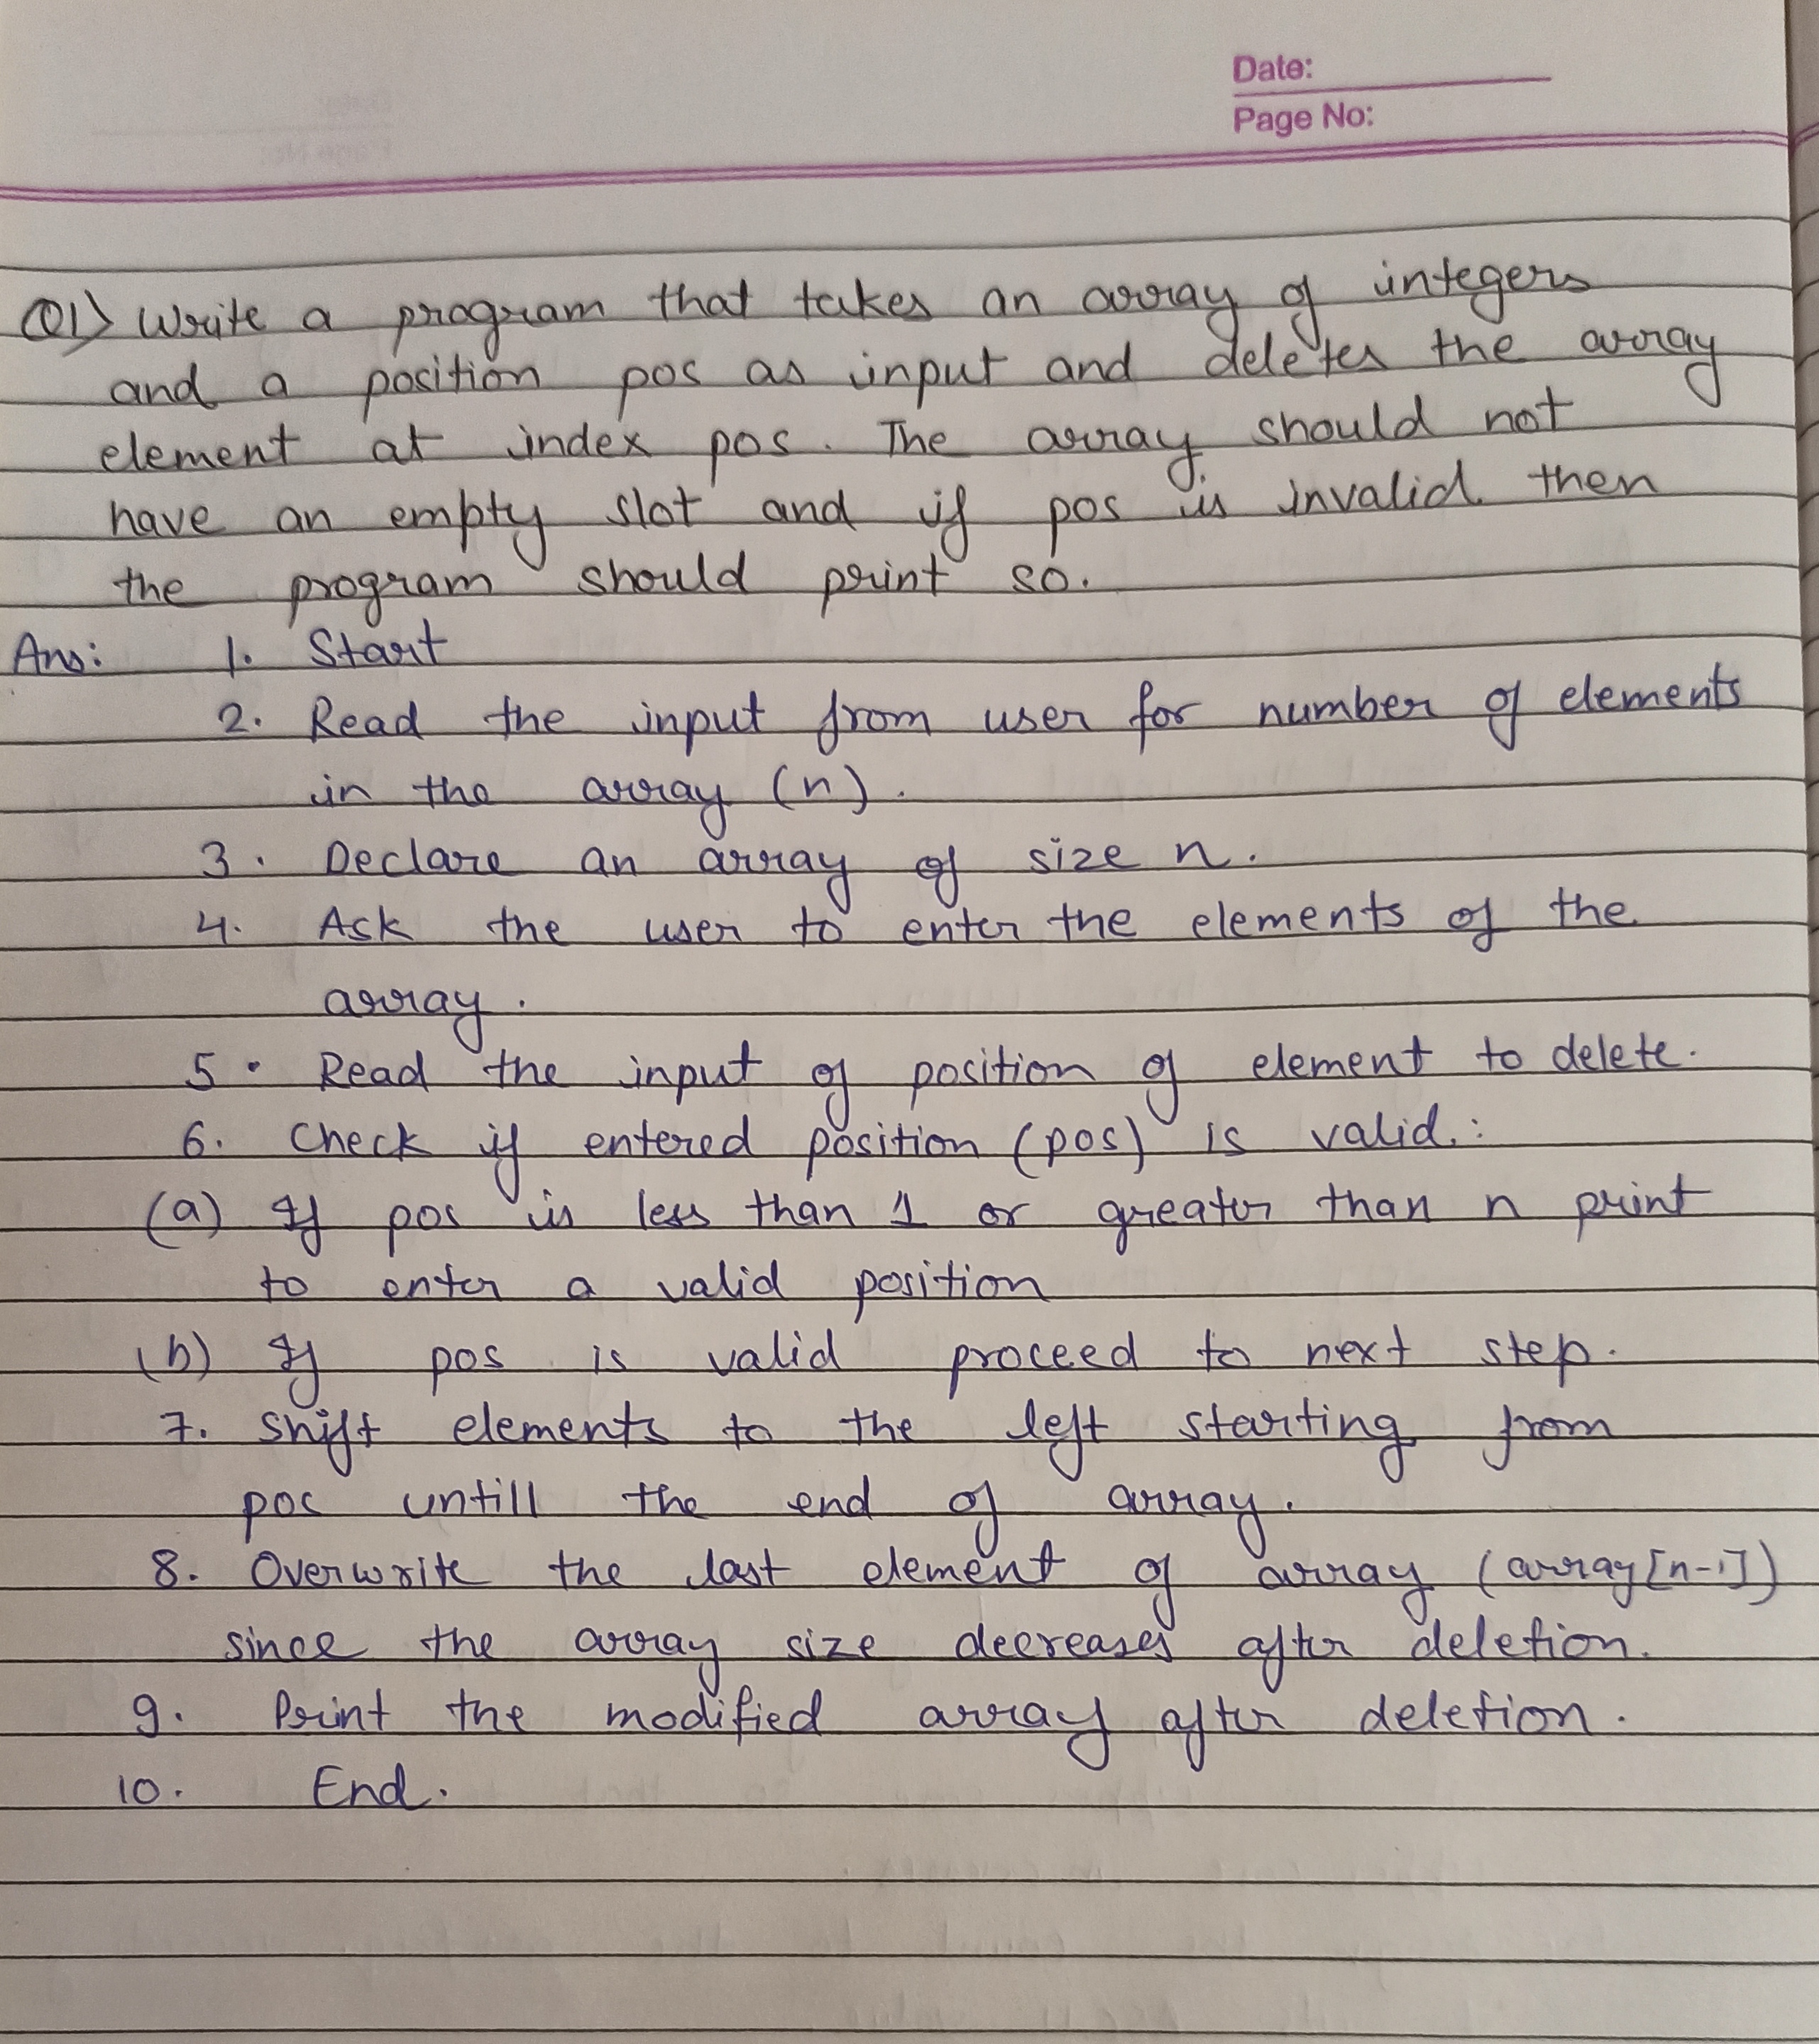 Date:
Page No:
Q1> Write a program that takes an array of integers
and a position pos as input and deletes the array
element at index pos. The array should not
have an empty slot and if pos is invalid then
the program should print so.
Ans: 1. Start
2. Read the input from user for number of elements
in the array (n).
3. Declare an array of size n.
4. Ask the user to enter the elements of the
array.
5. Read the input of position of element to delete.
6. Check if entered position (pos) is valid:
(a) If pos is less than 1 or greater than n print
to enter a valid position
(b) If pos is valid proceed to next step.
7. Shift elements to the left starting from
pos untill the end of array.
8. Overwrite the last element of array (array[n-1])
since the array size decreases after deletion.
9. Print the modified array after deletion.
10. End.